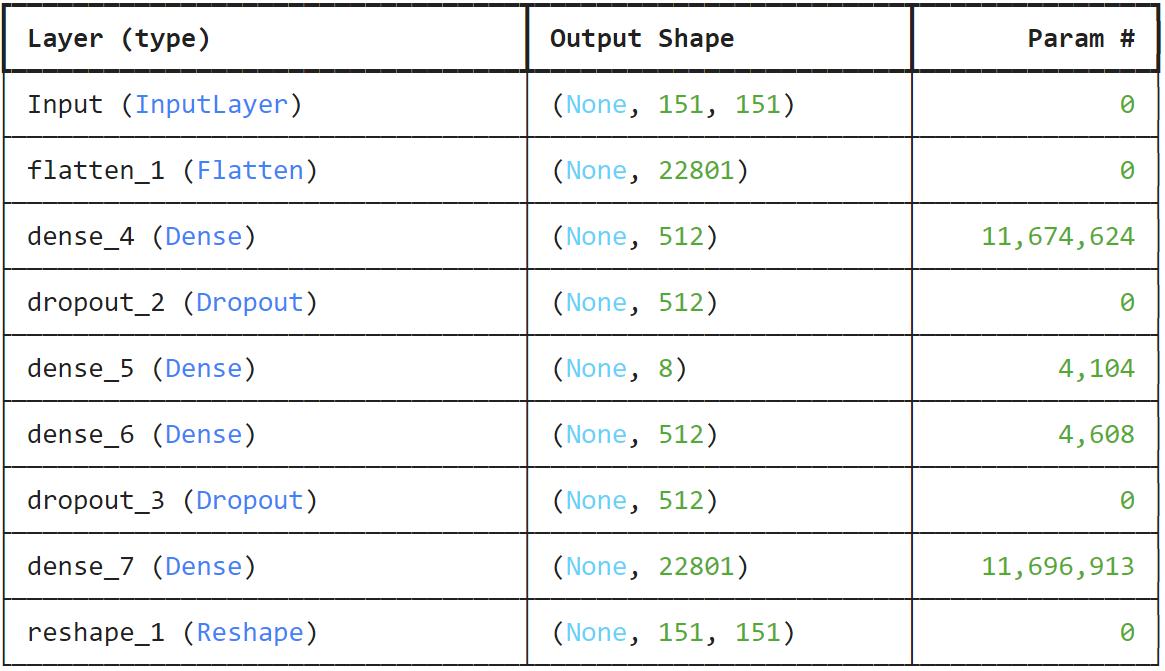 Layer (type) Output Shape Param #
Input (InputLayer) (None, 151, 151) 0
flatten_1 (Flatten) (None, 22801) 0
dense_4 (Dense) (None, 512) 11,674,624
dropout_2 (Dropout) (None, 512) 0
dense_5 (Dense) (None, 8) 4,104
dense_6 (Dense) (None, 512) 4,608
dropout_3 (Dropout) (None, 512) 0
dense_7 (Dense) (None, 22801) 11,696,913
reshape_1 (Reshape) (None, 151, 151) 0